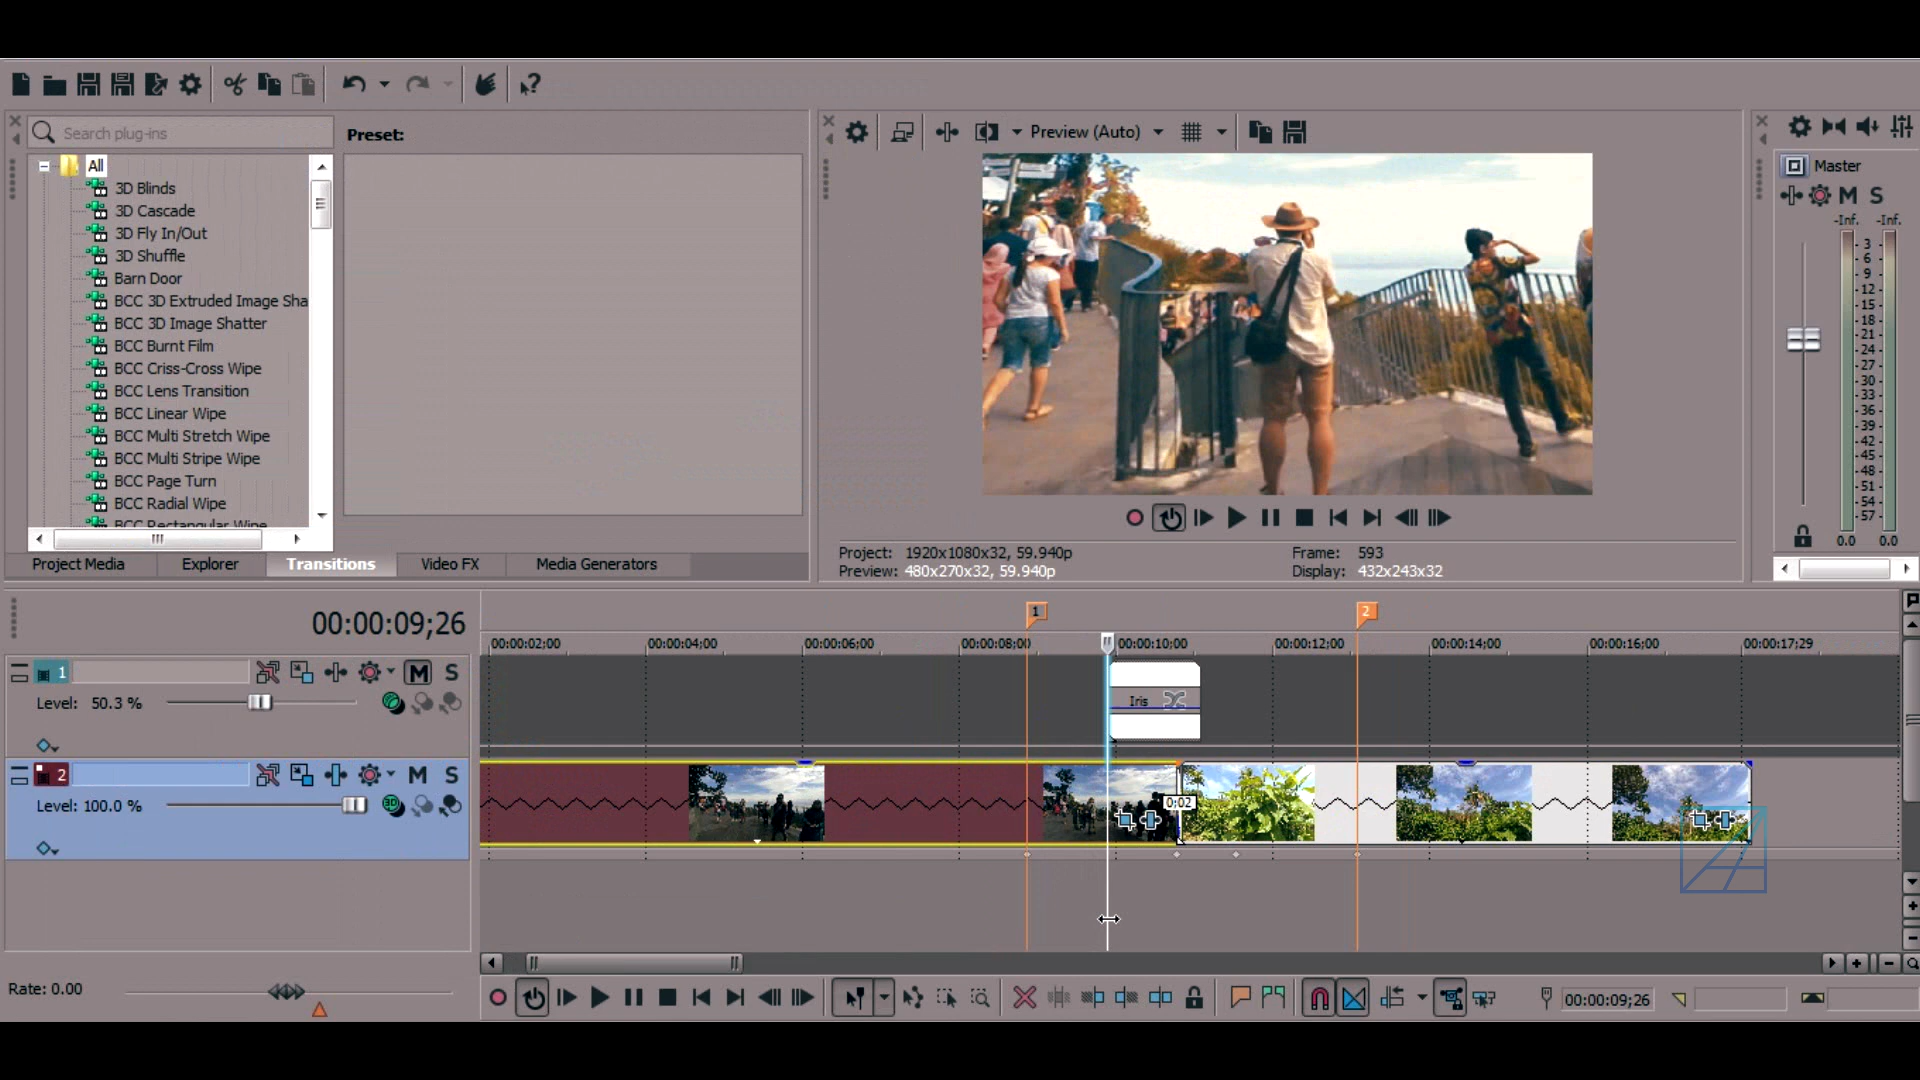 Search plug-ins
Preset:
All
3D Blinds
3D Cascade
3D Fly In/Out
3D Shuffle
Barn Door
BCC 3D Extruded Image Sha
BCC 3D Image Shatter
BCC Burnt Film
BCC Criss-Cross Wipe
BCC Lens Transition
BCC Linear Wipe
BCC Multi Stretch Wipe
BCC Multi Stripe Wipe
BCC Page Turn
BCC Radial Wipe
BCC Rectangular Wipe
Project Media
Explorer
Transitions
Video FX
Media Generators
Preview (Auto)
Project: 1920x1080x32, 59.940p
Preview: 480x270x32, 59.940p
Frame: 593
Display: 432x243x32
Master
M S
-Inf. -Inf.
3
6
9
12
15
18
21
24
27
30
33
36
39
42
45
48
51
54
57
0.0 0.0
00:00:09;26
1
2
00:00:02;00
00:00:04;00
00:00:06;00
00:00:08;00
00:00:10;00
00:00:12;00
00:00:14;00
00:00:16;00
00:00:17;29
1
M S
Level: 50.3 %
Iris
2
M S
Level: 100.0 %
0;02
Rate: 0.00
00:00:09;26